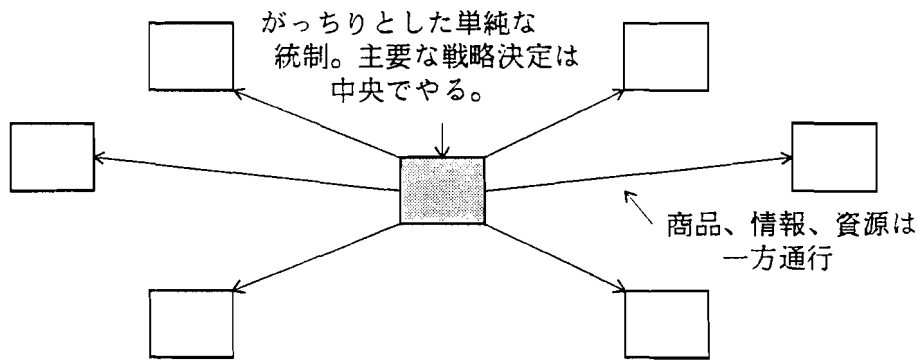 がっちりとした単純な
統制。主要な戦略決定は
中央でやる。
商品、情報、資源は
一方通行